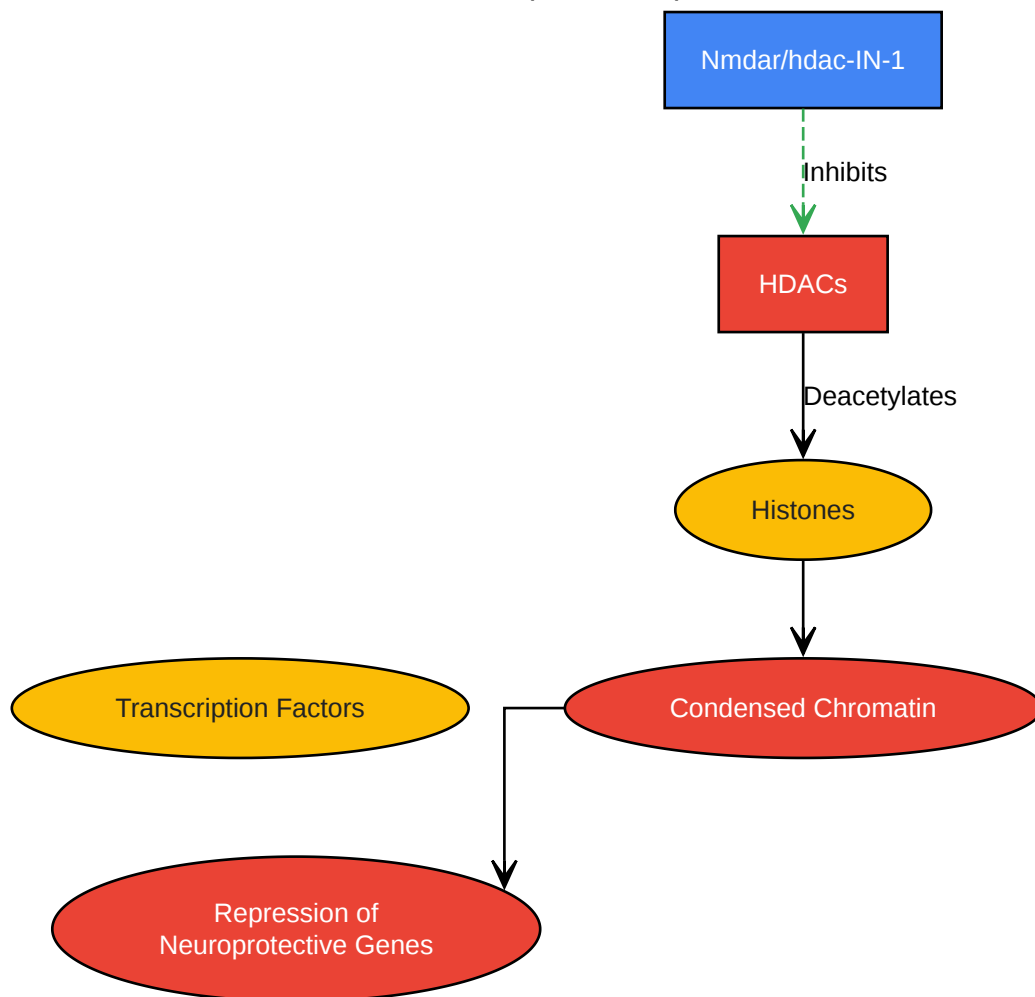 Nmdar/hdac-IN-1
Inhibits
HDACs
Deacetylates
Histones
Transcription Factors
Condensed Chromatin
Repression of
Neuroprotective Genes